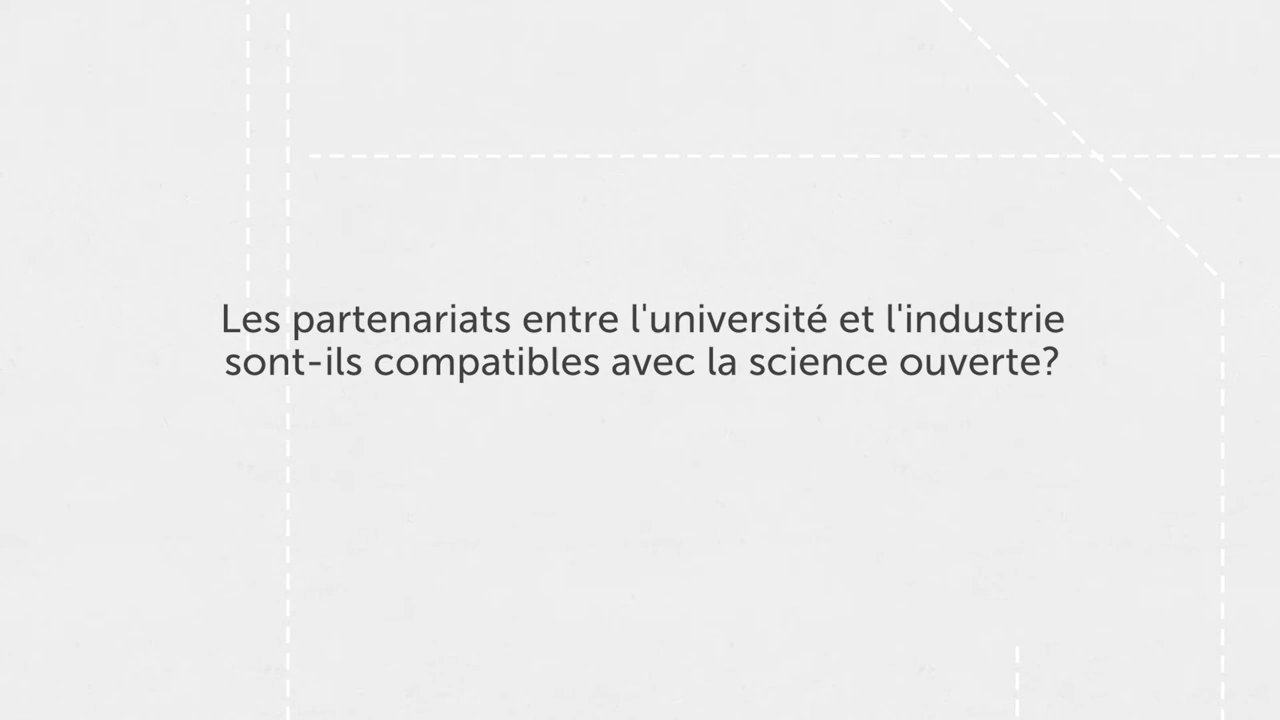 Les partenariats entre l'université et l'industrie
sont-ils compatibles avec la science ouverte?